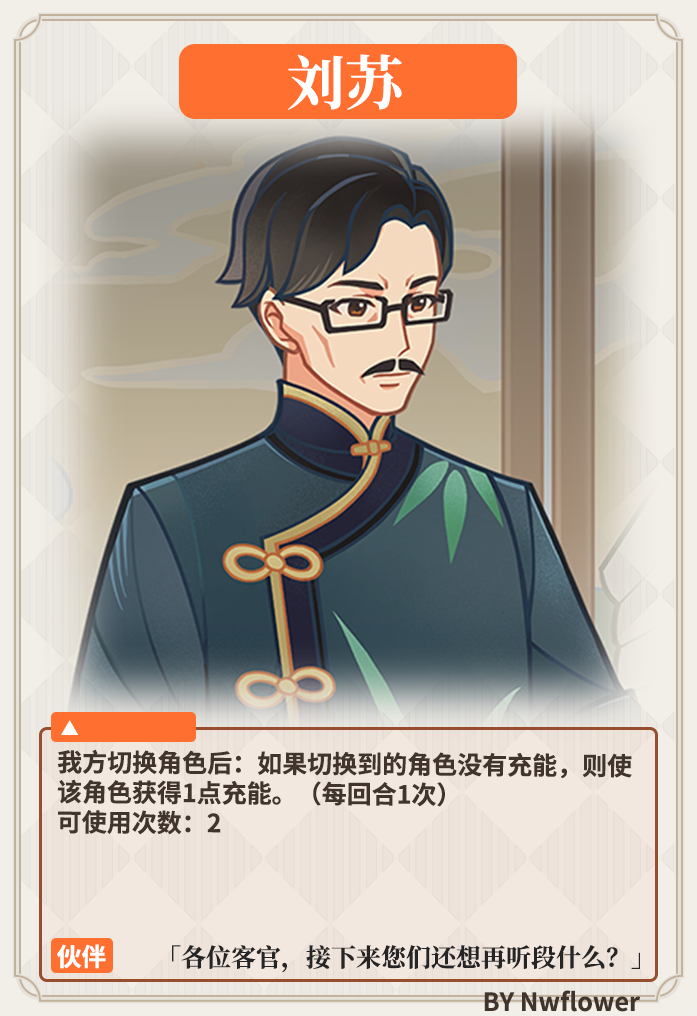 刘苏
我方切换角色后：如果切换到的角色没有充能，则使
该角色获得1点充能。（每回合1次）
可使用次数：2
伙伴
「各位客官，接下来您们还想再听段什么？」
BY Nwflower